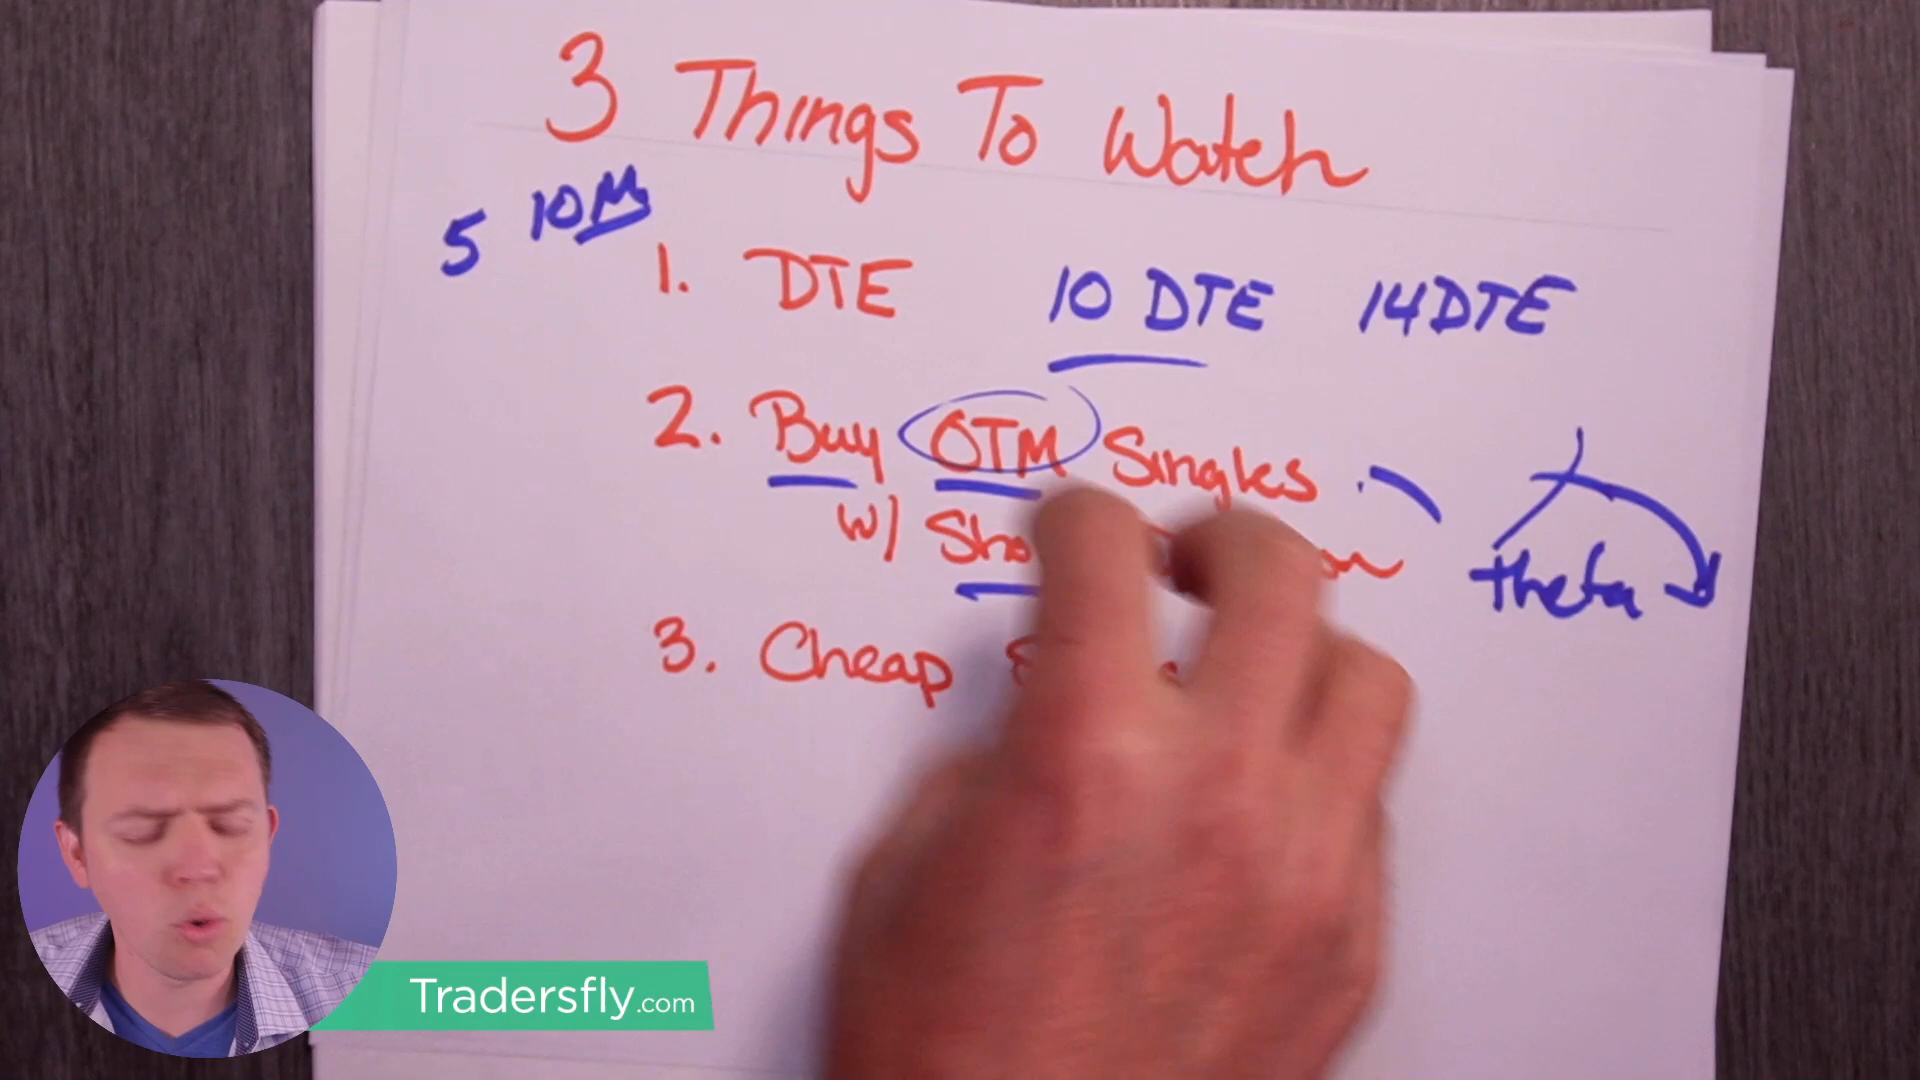 3 Things To Watch
5 10M
1. DTE 10 DTE 14DTE
2. Buy OTM Singles
w/
theta
3. Cheap
Tradersfly.com